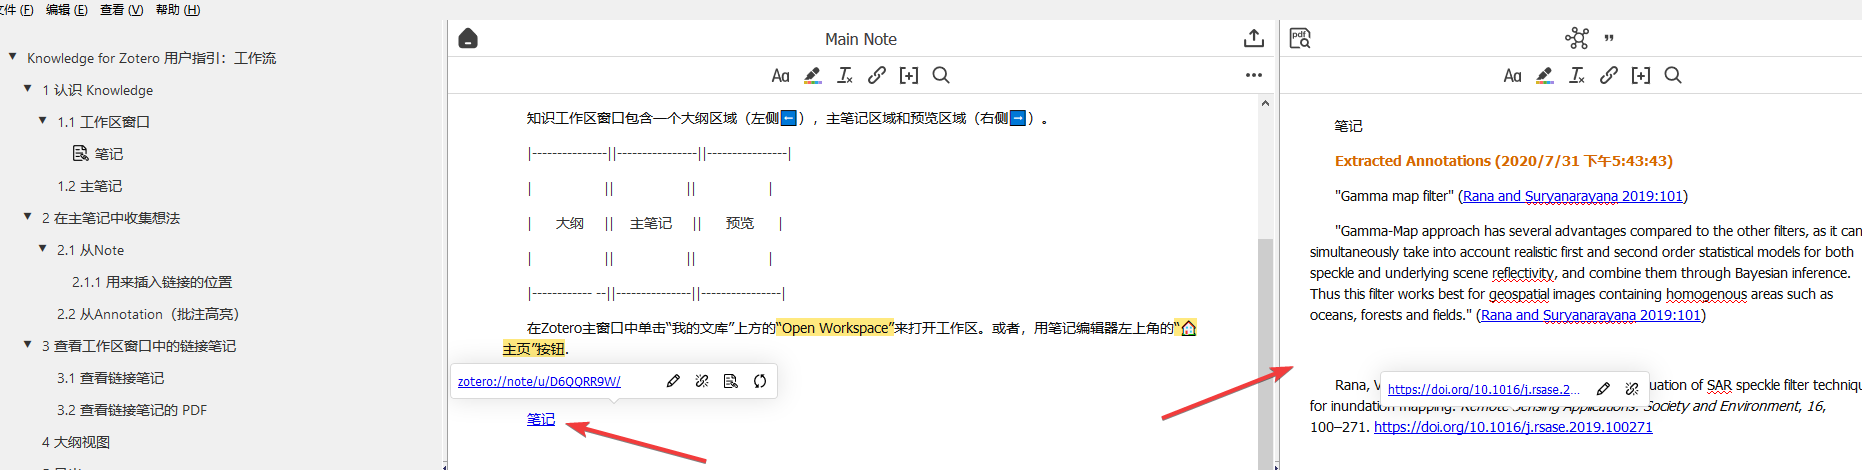 文件 (F) 编辑 (E) 查看 (V) 帮助 (H)
Knowledge for Zotero 用户指引：工作流
1 认识 Knowledge
1.1 工作区窗口
笔记
1.2 主笔记
2 在主笔记中收集想法
2.1 从Note
2.1.1 用来插入链接的位置
2.2 从Annotation（批注高亮）
3 查看工作区窗口中的链接笔记
3.1 查看链接笔记
3.2 查看链接笔记的 PDF
4 大纲视图
Main Note
Aa
知识工作区窗口包含一个大纲区域（左侧⬅️），主笔记区域和预览区域（右侧➡️）。
|---------------||----------------||----------------|
| || || |
| 大纲 || 主笔记 || 预览 |
| || || |
|------------ --||---------------||----------------|
在Zotero主窗口中单击“我的文库”上方的“Open Workspace”来打开工作区。或者，用笔记编辑器左上角的“🏠
主页”按钮.
zotero://note/u/D6QQRR9W/
笔记
pdf
Aa
笔记
Extracted Annotations (2020/7/31 下午5:43:43)
"Gamma map filter" (Rana and Suryanarayana 2019:101)
"Gamma-Map approach has several advantages compared to the other filters, as it can
simultaneously take into account realistic first and second order statistical models for both
speckle and underlying scene reflectivity, and combine them through Bayesian inference.
Thus this filter works best for geospatial images containing homogenous areas such as
oceans, forests and fields." (Rana and Suryanarayana 2019:101)
https://doi.org/10.1016/j.rsase.2...
Rana, V uation of SAR speckle filter techniqu
for inundation mapping. Remote Sensing Applications: Society and Environment, 16,
100–271. https://doi.org/10.1016/j.rsase.2019.100271